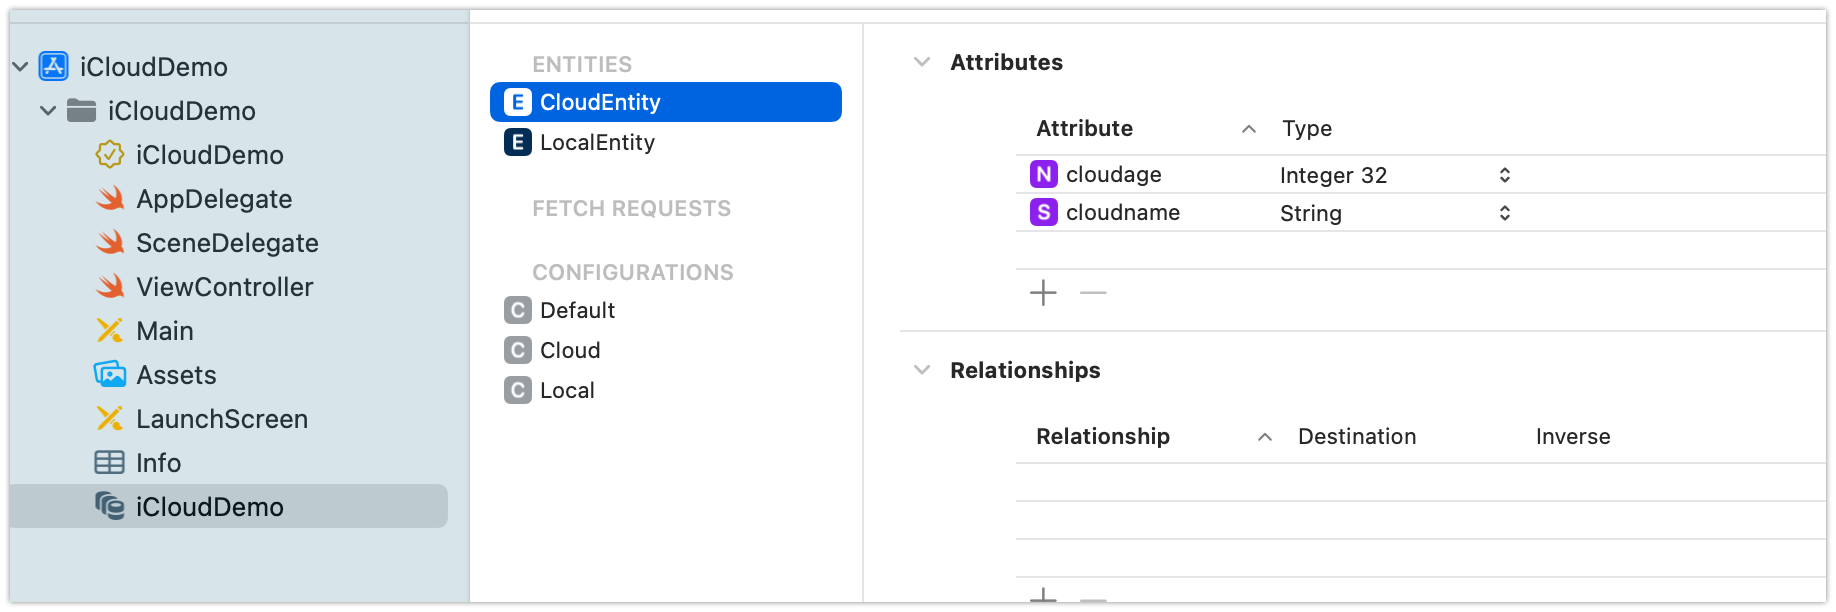 iCloudDemo
iCloudDemo
iCloudDemo
AppDelegate
SceneDelegate
ViewController
Main
Assets
LaunchScreen
Info
iCloudDemo
ENTITIES
E CloudEntity
E LocalEntity
FETCH REQUESTS
CONFIGURATIONS
C Default
C Cloud
C Local
Attributes
Attribute Type
N cloudage Integer 32
S cloudname String
Relationships
Relationship Destination Inverse